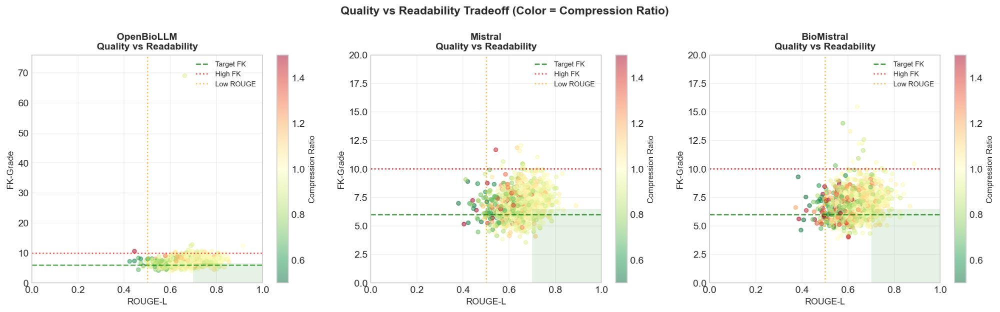 Quality vs Readability Tradeoff (Color = Compression Ratio)
OpenBioLLM
Quality vs Readability
FK-Grade
70
60
50
40
30
20
10
0
0.0
0.2
0.4
0.6
0.8
1.0
ROUGE-L
Target FK
High FK
Low ROUGE
1.4
1.2
1.0
0.8
0.6
Compression Ratio
Mistral
Quality vs Readability
FK-Grade
20.0
17.5
15.0
12.5
10.0
7.5
5.0
2.5
0.0
0.0
0.2
0.4
0.6
0.8
1.0
ROUGE-L
Target FK
High FK
Low ROUGE
1.4
1.2
1.0
0.8
0.6
Compression Ratio
BioMistral
Quality vs Readability
FK-Grade
20.0
17.5
15.0
12.5
10.0
7.5
5.0
2.5
0.0
0.0
0.2
0.4
0.6
0.8
1.0
ROUGE-L
Target FK
High FK
Low ROUGE
1.4
1.2
1.0
0.8
0.6
Compression Ratio